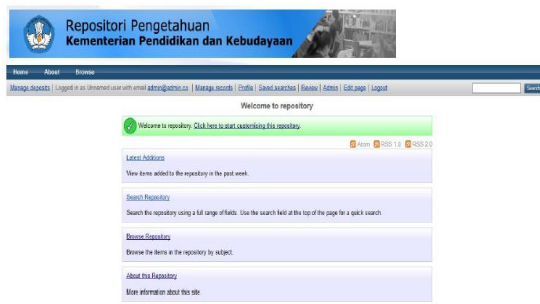 Repositori Pengetahuan
Kementerian Pendidikan dan Kebudayaan
Home About Browse
Manage deposits | Logged in as Unnamed user with email admin@admin.co | Manage records | Profile | Saved searches | Review | Admin | Edit page | Logout Search
Welcome to repository
Welcome to repository. Click here to start customising this repository.
Atom RSS 1.0 RSS 2.0
Latest Additions
View items added to the repository in the past week.
Search Repository
Search the repository using a full range of fields. Use the search field at the top of the page for a quick search.
Browse Repository
Browse the items in the repository by subject.
About this Repository
More information about this site.